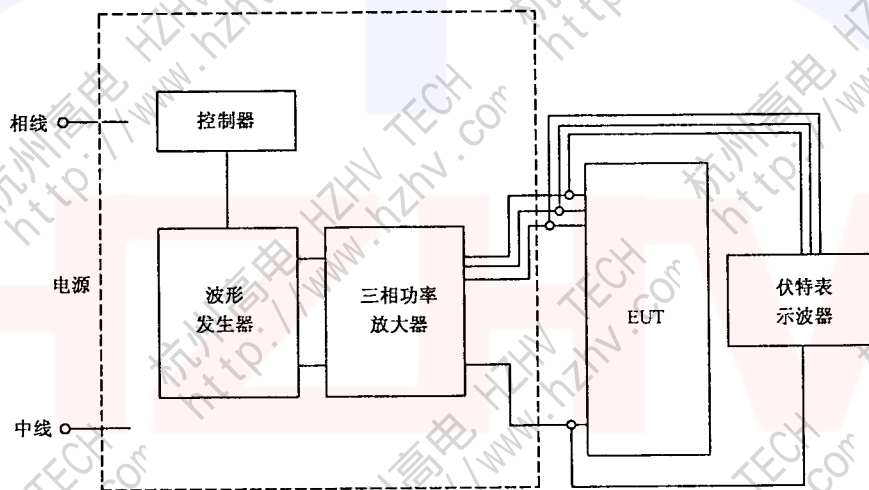 相线
控制器
电源
波形
发生器
三相功率
放大器
EUT
伏特表
示波器
中线
杭州高电 HZHV TECH
http://www.hzhv.com